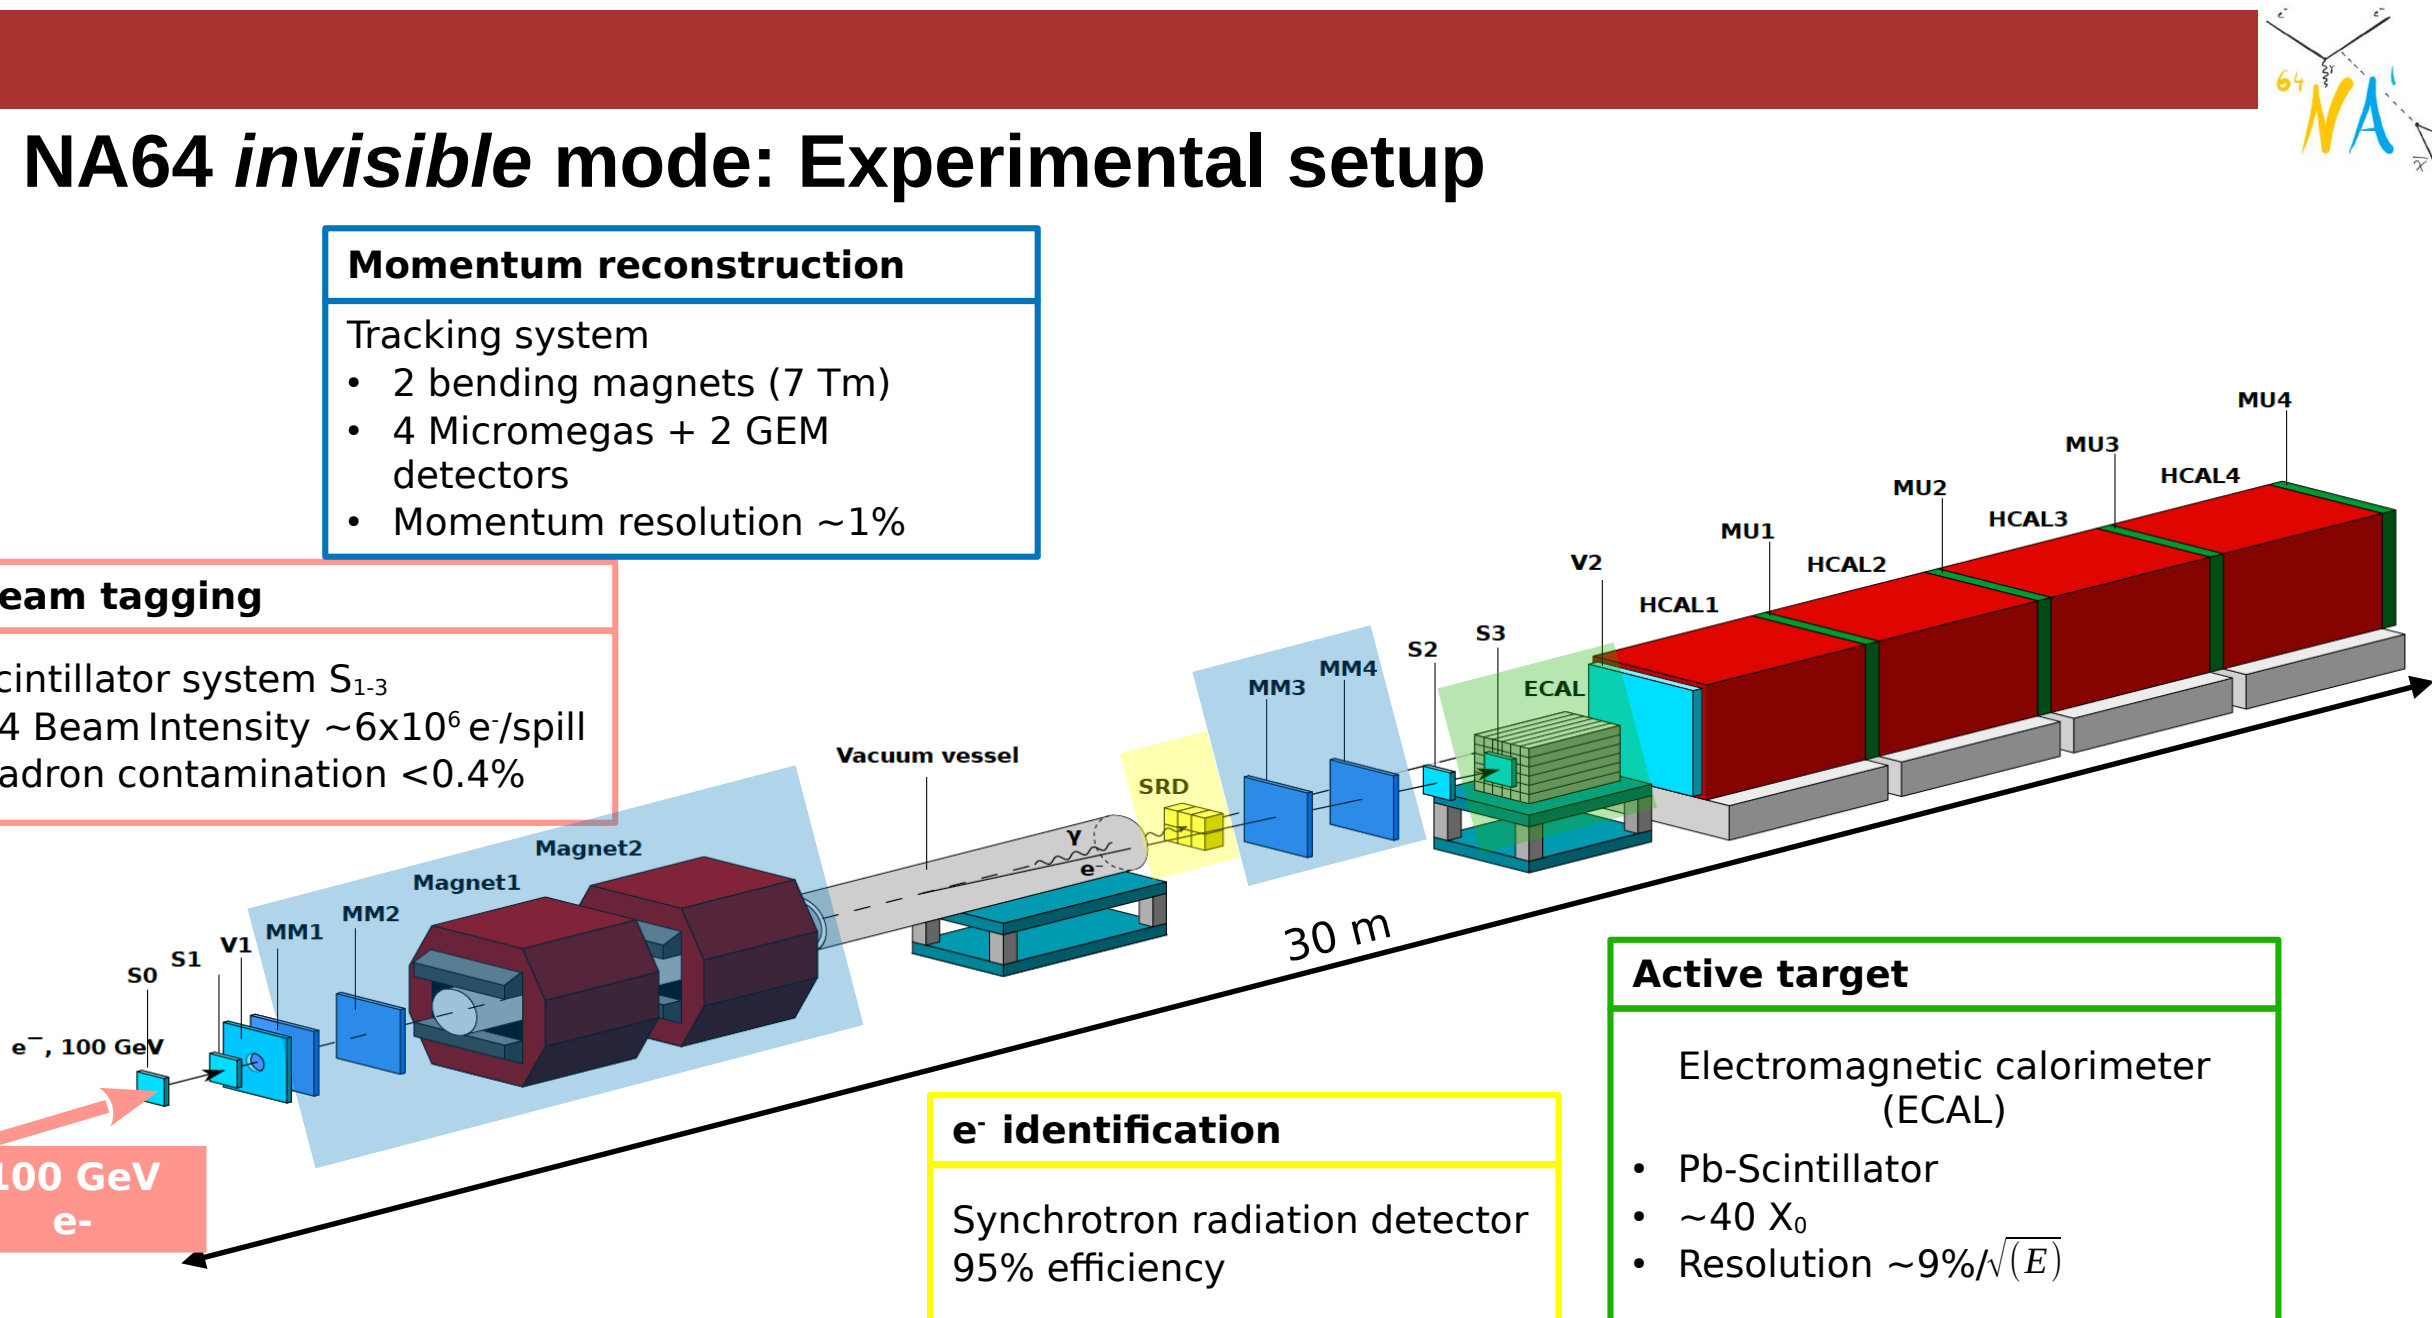 64 NA
NA64 invisible mode: Experimental setup
Momentum reconstruction
Tracking system
• 2 bending magnets (7 Tm)
• 4 Micromegas + 2 GEM
detectors
• Momentum resolution ~1%
eam tagging
cintillator system S1-3
4 Beam Intensity ~6x10⁶ e⁻/spill
adron contamination <0.4%
MU4
MU3
HCAL4
MU2
HCAL3
MU1
HCAL2
V2
HCAL1
S3
S2
MM4
MM3
ECAL
SRD
Vacuum vessel
γ
e⁻
Magnet2
Magnet1
MM2
MM1
V1
S1
S0
e⁻, 100 GeV
30 m
100 GeV
e-
e⁻ identification
Synchrotron radiation detector
95% efficiency
Active target
Electromagnetic calorimeter
(ECAL)
• Pb-Scintillator
• ~40 X₀
• Resolution ~9%/√(E)